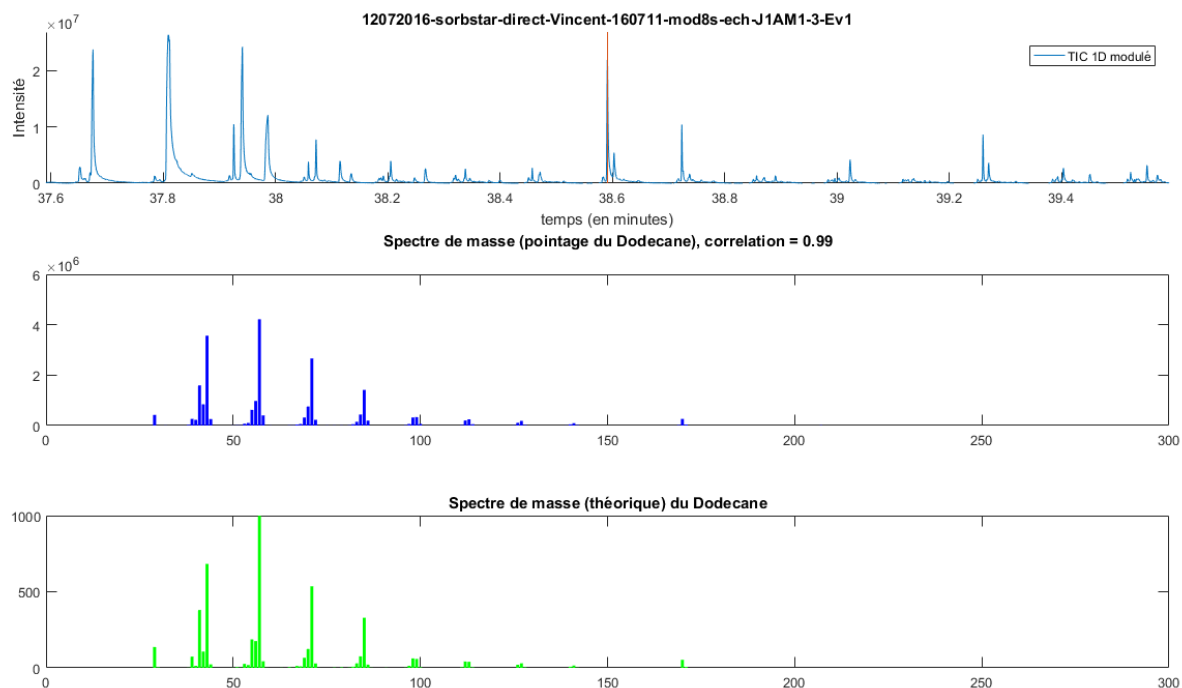 12072016-sorbstar-direct-Vincent-160711-mod8s-ech-J1AM1-3-Ev1
×10^7
TIC 1D modulé
2
1
0
Intensité
37.6 37.8 38 38.2 38.4 38.6 38.8 39 39.2 39.4
temps (en minutes)
Spectre de masse (pointage du Dodecane), correlation = 0.99
×10^6
6
4
2
0
0 50 100 150 200 250 300
Spectre de masse (théorique) du Dodecane
1000
500
0
0 50 100 150 200 250 300